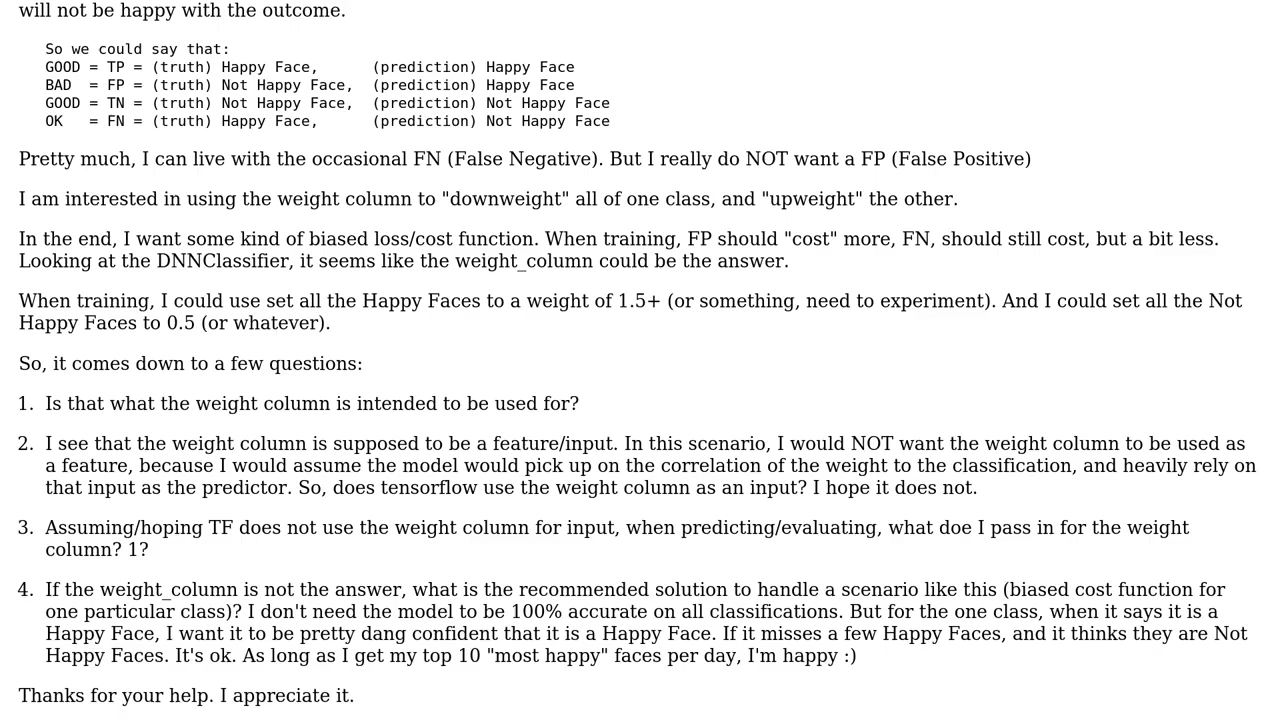 will not be happy with the outcome.
So we could say that:
GOOD = TP = (truth) Happy Face,      (prediction) Happy Face
BAD  = FP = (truth) Not Happy Face,  (prediction) Happy Face
GOOD = TN = (truth) Not Happy Face,  (prediction) Not Happy Face
OK   = FN = (truth) Happy Face,      (prediction) Not Happy Face
Pretty much, I can live with the occasional FN (False Negative). But I really do NOT want a FP (False Positive)
I am interested in using the weight column to "downweight" all of one class, and "upweight" the other.
In the end, I want some kind of biased loss/cost function. When training, FP should "cost" more, FN, should still cost, but a bit less.
Looking at the DNNClassifier, it seems like the weight_column could be the answer.
When training, I could use set all the Happy Faces to a weight of 1.5+ (or something, need to experiment). And I could set all the Not
Happy Faces to 0.5 (or whatever).
So, it comes down to a few questions:
1. Is that what the weight column is intended to be used for?
2. I see that the weight column is supposed to be a feature/input. In this scenario, I would NOT want the weight column to be used as
a feature, because I would assume the model would pick up on the correlation of the weight to the classification, and heavily rely on
that input as the predictor. So, does tensorflow use the weight column as an input? I hope it does not.
3. Assuming/hoping TF does not use the weight column for input, when predicting/evaluating, what doe I pass in for the weight
column? 1?
4. If the weight_column is not the answer, what is the recommended solution to handle a scenario like this (biased cost function for
one particular class)? I don't need the model to be 100% accurate on all classifications. But for the one class, when it says it is a
Happy Face, I want it to be pretty dang confident that it is a Happy Face. If it misses a few Happy Faces, and it thinks they are Not
Happy Faces. It's ok. As long as I get my top 10 "most happy" faces per day, I'm happy :)
Thanks for your help. I appreciate it.